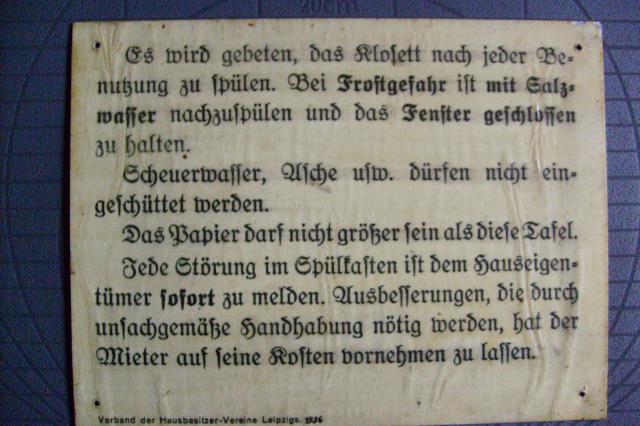 20cm
Es wird gebeten, das Klosett nach jeder Be-
nutzung zu spülen. Bei Frostgefahr ist mit Salz-
wasser nachzuspülen und das Fenster geschlossen
zu halten.
Scheuerwasser, Asche usw. dürfen nicht ein-
geschüttet werden.
Das Papier darf nicht größer sein als diese Tafel.
Jede Störung im Spülkasten ist dem Hauseigen-
tümer sofort zu melden. Ausbesserungen, die durch
unsachgemäße Handhabung nötig werden, hat der
Mieter auf seine Kosten vornehmen zu lassen.
Verband der Hausbesitzer-Vereine Leipzigs. 1936